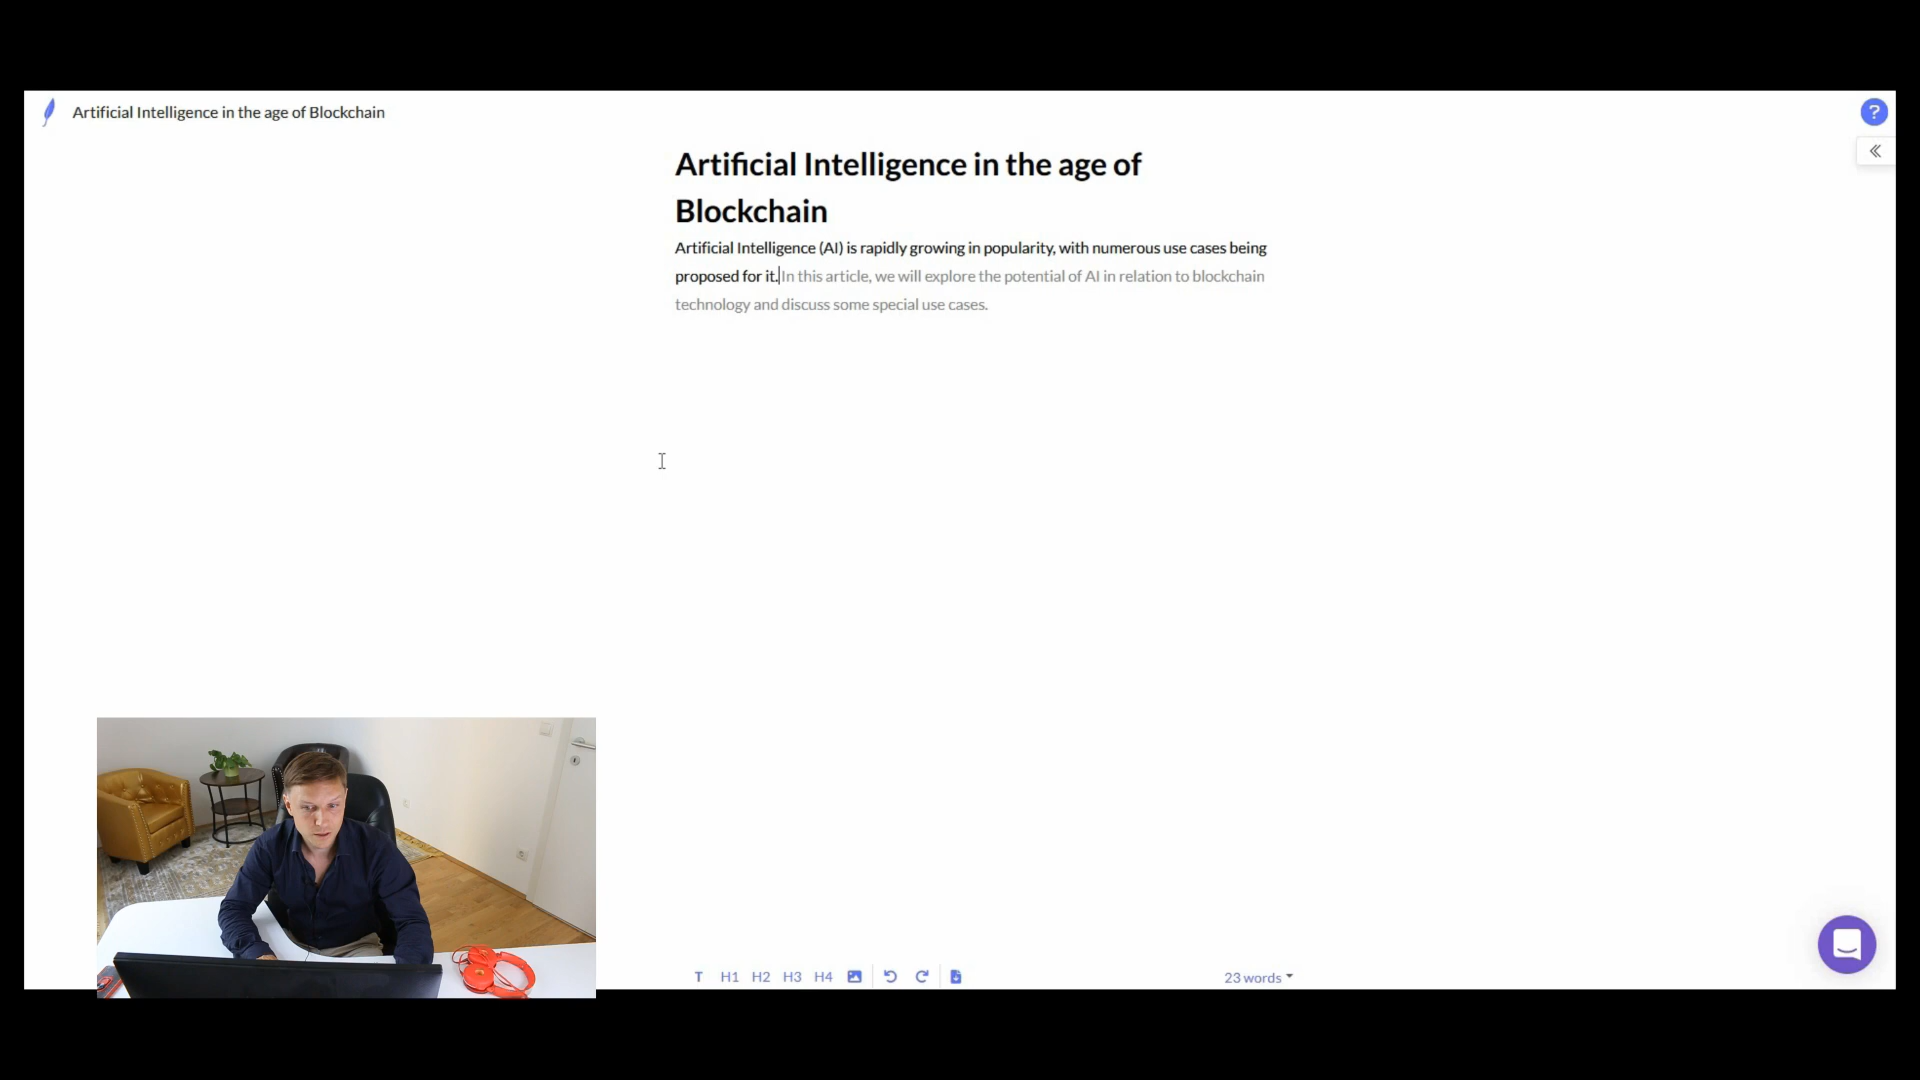 Artificial Intelligence in the age of Blockchain
?
Artificial Intelligence in the age of
Blockchain
Artificial Intelligence (AI) is rapidly growing in popularity, with numerous use cases being
proposed for it. In this article, we will explore the potential of AI in relation to blockchain
technology and discuss some special use cases.
T H1 H2 H3 H4
23 words